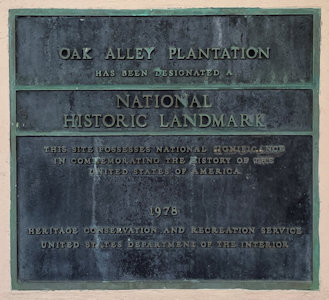 OAK ALLEY PLANTATION
HAS BEEN DESIGNATED A
NATIONAL
HISTORIC LANDMARK
THIS SITE POSSESSES NATIONAL SIGNIFICANCE
IN COMMEMORATING THE HISTORY OF THE
UNITED STATES OF AMERICA
1978
HERITAGE CONSERVATION AND RECREATION SERVICE
UNITED STATES DEPARTMENT OF THE INTERIOR